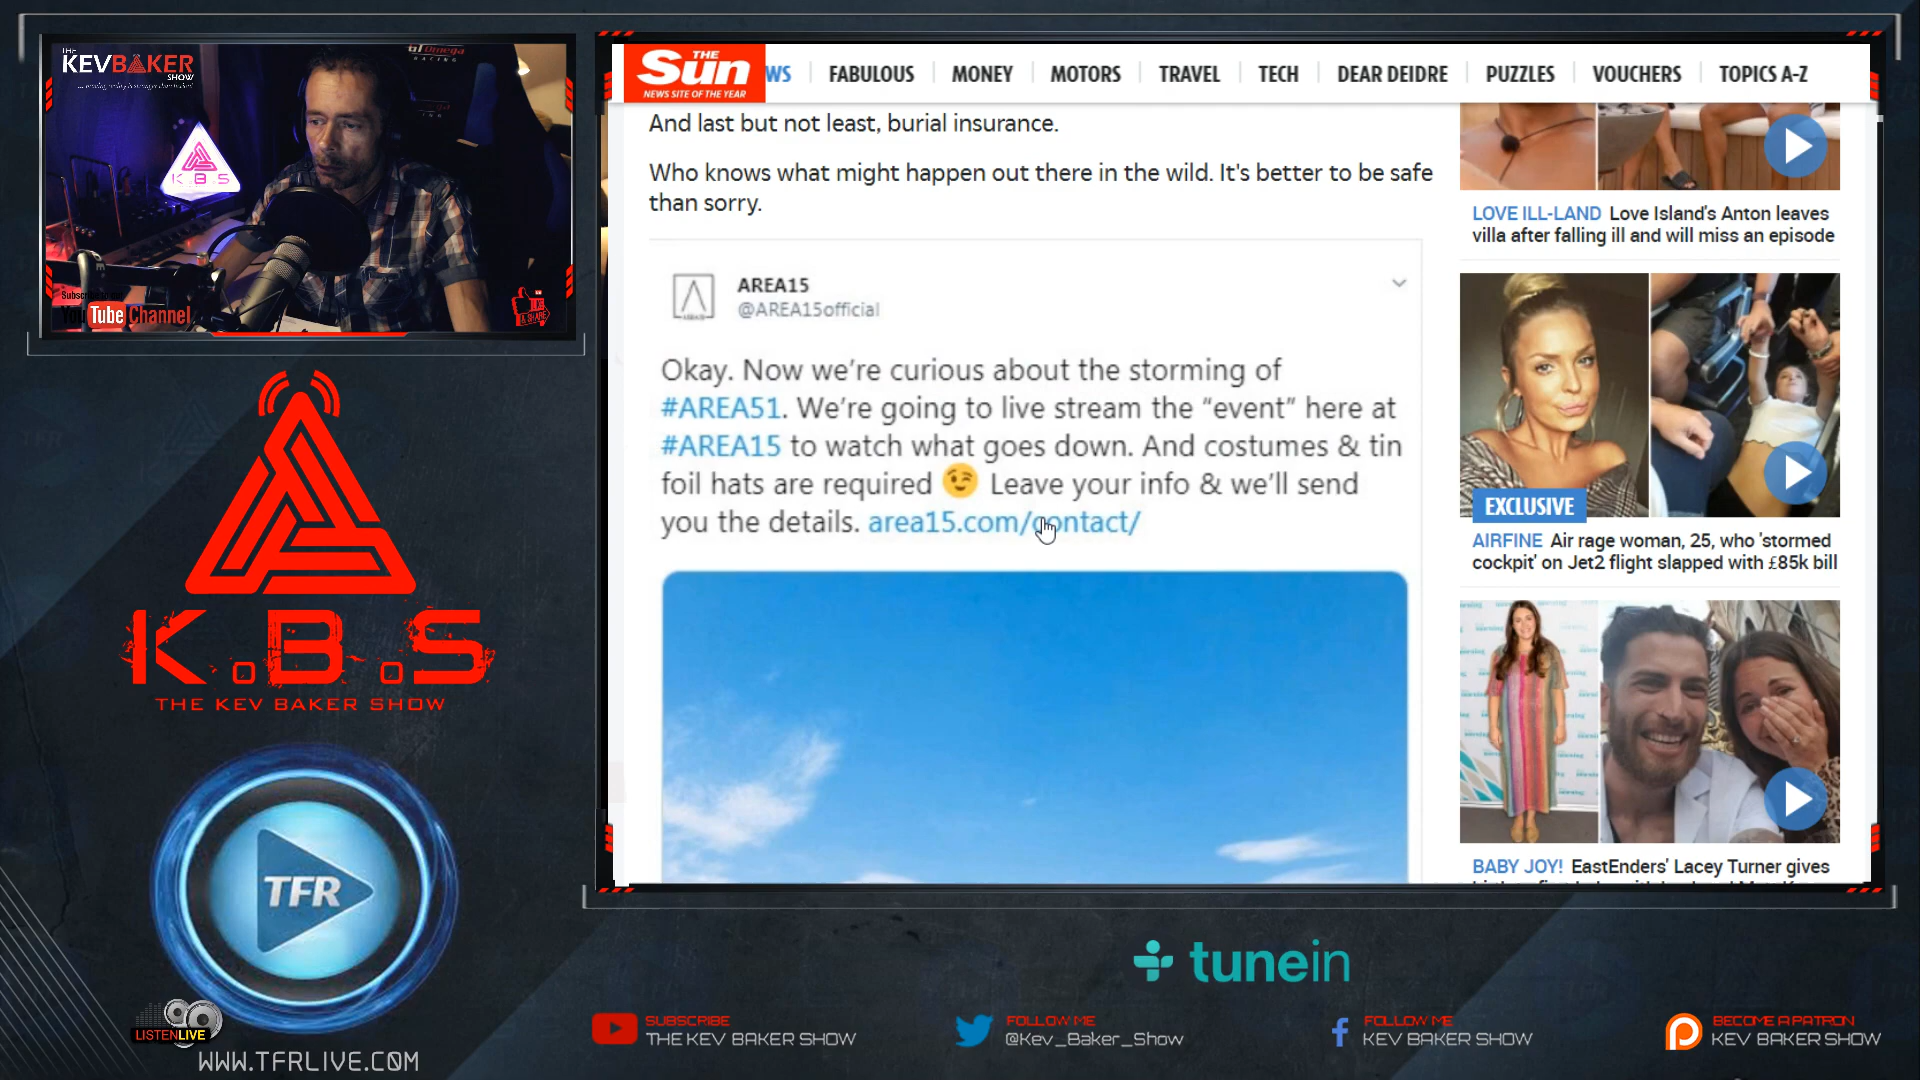 THE
KEVBAKER
SHOW
GT Omega
RACING
K B S
You Tube Channel
K.B.S
THE KEV BAKER SHOW
TFR
LISTEN LIVE
WWW.TFRLIVE.COM
THE
Sun
NEWS SITE OF THE YEAR
WS
FABULOUS
MONEY
MOTORS
TRAVEL
TECH
DEAR DEIDRE
PUZZLES
VOUCHERS
TOPICS A-Z
And last but not least, burial insurance.
Who knows what might happen out there in the wild. It's better to be safe
than sorry.
AREA15
@AREA15official
Okay. Now we’re curious about the storming of
#AREA51. We’re going to live stream the “event” here at
#AREA15 to watch what goes down. And costumes & tin
foil hats are required 😉 Leave your info & we’ll send
you the details. area15.com/contact/
LOVE ILL-LAND Love Island's Anton leaves
villa after falling ill and will miss an episode
EXCLUSIVE
AIRFINE Air rage woman, 25, who 'stormed
cockpit' on Jet2 flight slapped with £85k bill
BABY JOY! EastEnders' Lacey Turner gives
tunein
SUBSCRIBE
THE KEV BAKER SHOW
FOLLOW ME
@Kev_Baker_Show
FOLLOW ME
KEV BAKER SHOW
BECOME A PATRON
KEV BAKER SHOW